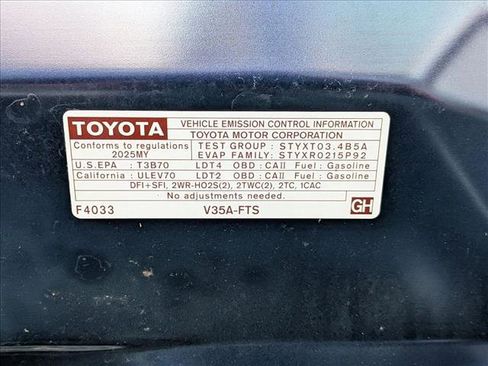 TOYOTA
VEHICLE EMISSION CONTROL INFORMATION
TOYOTA MOTOR CORPORATION
Conforms to regulations
2025MY
TEST GROUP : STYXT03.4B5A
EVAP FAMILY: STYXR0215P92
U.S.EPA : T3B70 LDT4 OBD : CAII Fuel : Gasoline
California : ULEV70 LDT2 OBD : CAII Fuel : Gasoline
DFI+SFI, 2WR-HO2S(2), 2TWC(2), 2TC, 1CAC
No adjustments needed.
F4033 V35A-FTS GH